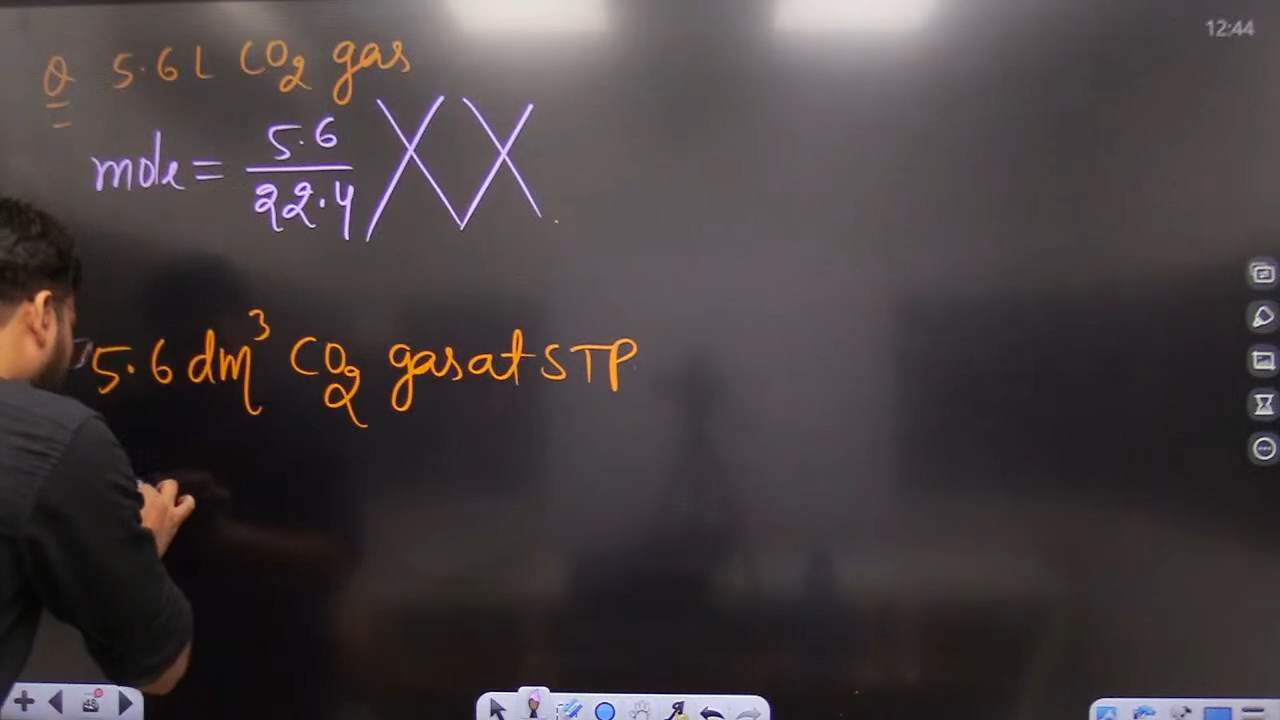 12:44
Q 5.6 L CO2 gas
mole = 5.6/22.4 XX
5.6 dm³ CO2 gas at STP
48